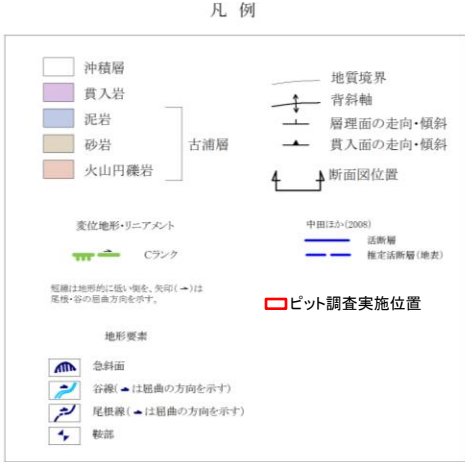 凡 例
沖積層
貫入岩
泥岩
砂岩
火山円礫岩
古浦層
地質境界
背斜軸
層理面の走向・傾斜
貫入面の走向・傾斜
断面図位置
変位地形・リニアメント
Cランク
短線は地形的に低い側を、矢印( )は
尾根・谷の屈曲方向を示す。
中田ほか(2008)
活断層
推定活断層(地表)
ピット調査実施位置
地形要素
急斜面
谷線( は屈曲の方向を示す)
尾根線( は屈曲の方向を示す)
鞍部